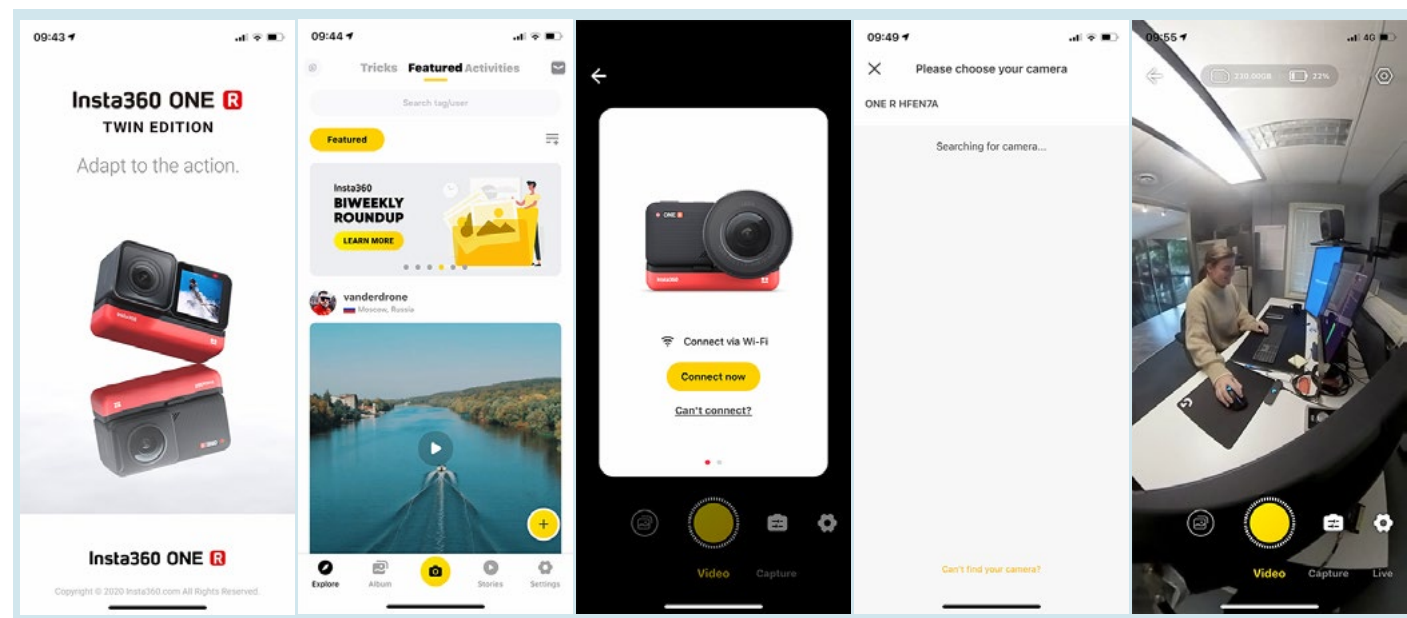 09:43
Insta360 ONE R
TWIN EDITION
Adapt to the action.
Insta360 ONE R
Copyright © 2020 Insta360.com All Rights Reserved.
09:44
Tricks Featured Activities
Search tag/user
Featured
Insta360
BIWEEKLY
ROUNDUP
LEARN MORE
vanderdrone
Moscow, Russia
Explore Album Stories Settings
ONE R
Connect via Wi-Fi
Connect now
Can't connect?
Video Capture
09:49
Please choose your camera
ONE R HFEN7A
Searching for camera...
Can't find your camera?
09:55 4G
220.00GB 22%
Video Capture Live